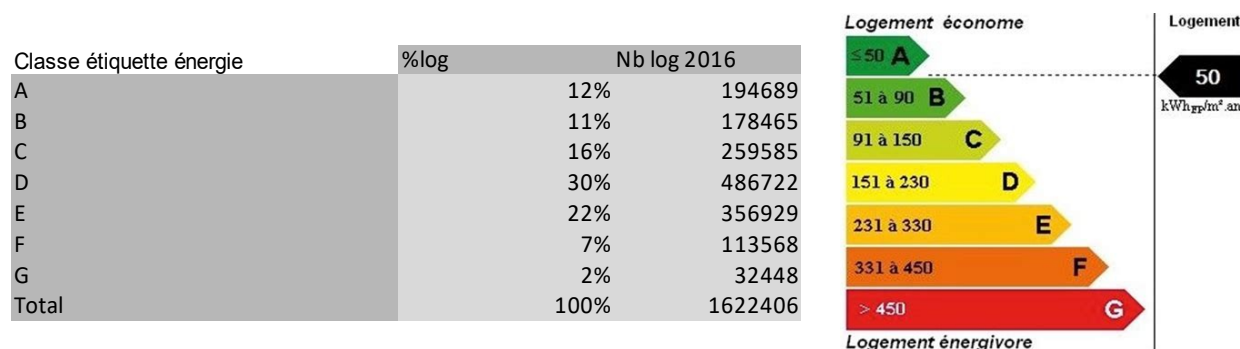 Classe étiquette énergie %log Nb log 2016
A 12% 194689
B 11% 178465
C 16% 259585
D 30% 486722
E 22% 356929
F 7% 113568
G 2% 32448
Total 100% 1622406
Logement économe
≤50 A
51 à 90 B
91 à 150 C
151 à 230 D
231 à 330 E
331 à 450 F
> 450 G
Logement énergivore
Logement
50
kWhEP/m².an